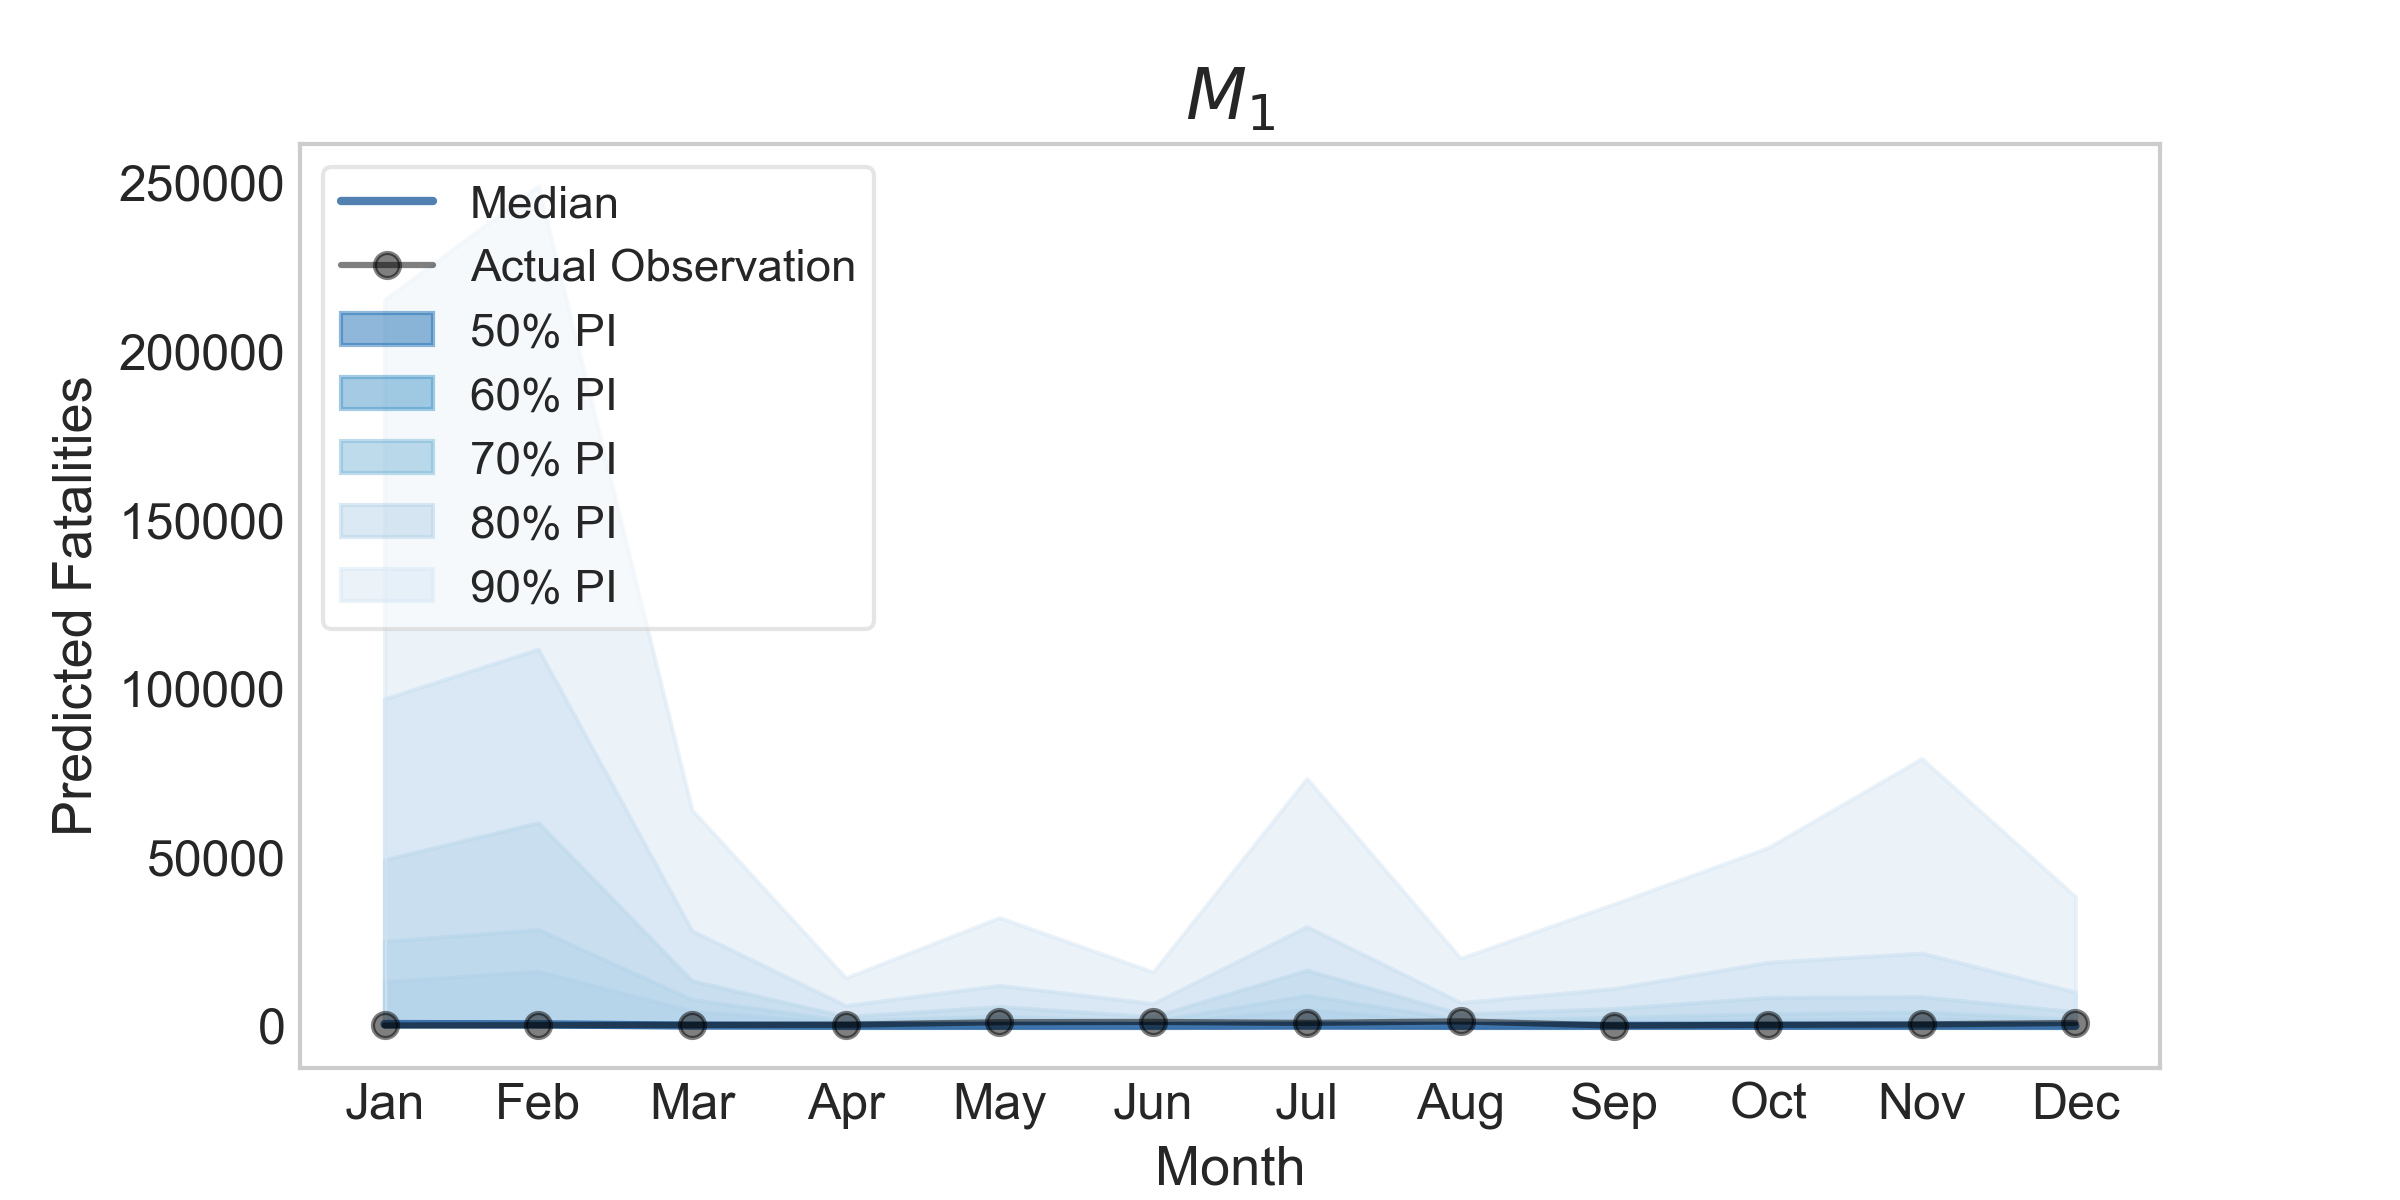 M₁
250000
200000
150000
100000
50000
0
Predicted Fatalities
Median
Actual Observation
50% PI
60% PI
70% PI
80% PI
90% PI
Jan Feb Mar Apr May Jun Jul Aug Sep Oct Nov Dec
Month